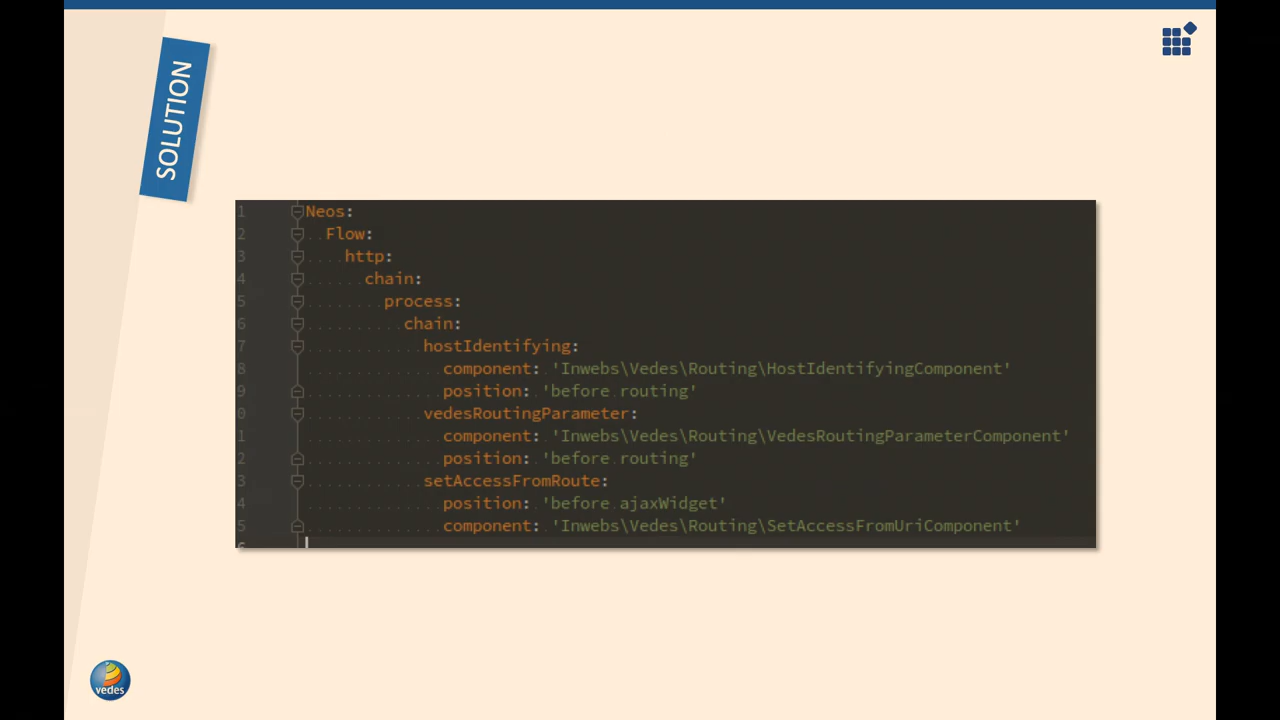 SOLUTION
1 Neos:
2 Flow:
3 http:
4 chain:
5 process:
6 chain:
7 hostIdentifying:
8 component: 'Inwebs\Vedes\Routing\HostIdentifyingComponent'
9 position: 'before routing'
0 vedesRoutingParameter:
1 component: 'Inwebs\Vedes\Routing\VedesRoutingParameterComponent'
2 position: 'before routing'
3 setAccessFromRoute:
4 position: 'before ajaxWidget'
5 component: 'Inwebs\Vedes\Routing\SetAccessFromUriComponent'
6
vedes